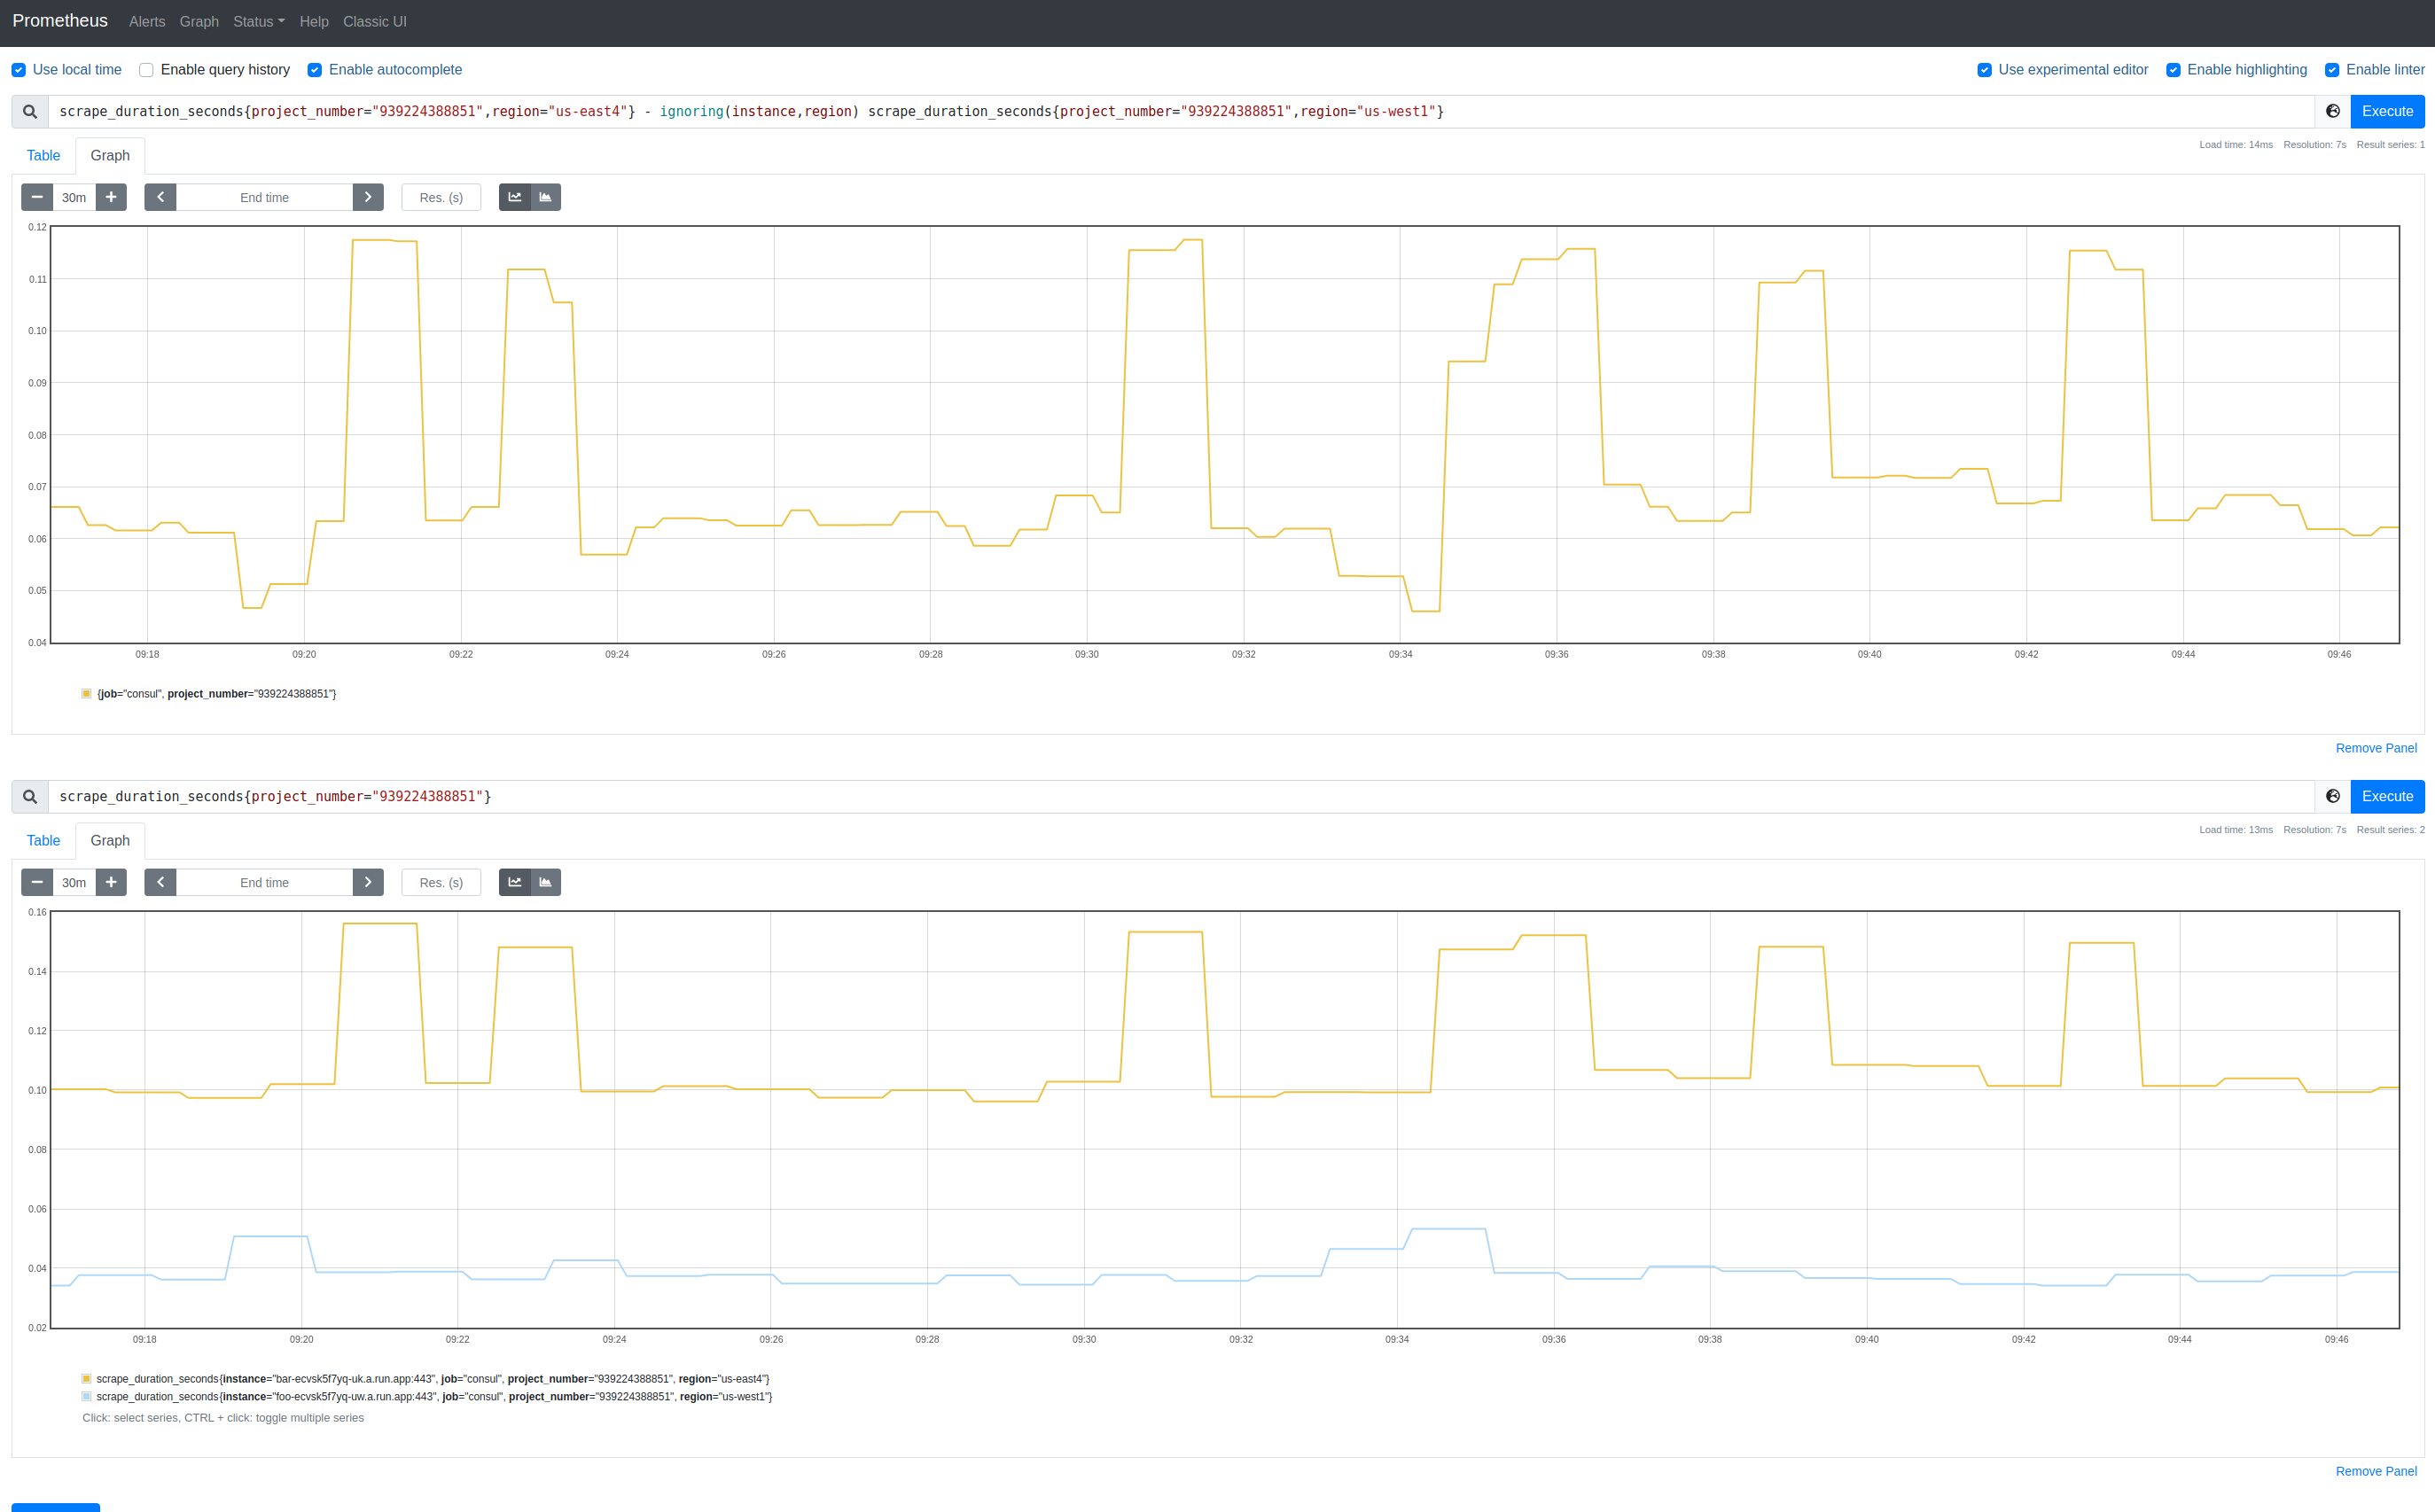 Prometheus Alerts Graph Status Help Classic UI
Use local time Enable query history Enable autocomplete Use experimental editor Enable highlighting Enable linter
scrape_duration_seconds{project_number="939224388851",region="us-east4"} - ignoring(instance,region) scrape_duration_seconds{project_number="939224388851",region="us-west1"} Execute
Table Graph Load time: 14ms Resolution: 7s Result series: 1
30m End time Res. (s)
0.12
0.11
0.10
0.09
0.08
0.07
0.06
0.05
0.04
09:18 09:20 09:22 09:24 09:26 09:28 09:30 09:32 09:34 09:36 09:38 09:40 09:42 09:44 09:46
{job="consul", project_number="939224388851"}
Remove Panel
scrape_duration_seconds{project_number="939224388851"} Execute
Table Graph Load time: 13ms Resolution: 7s Result series: 2
30m End time Res. (s)
0.16
0.14
0.12
0.10
0.08
0.06
0.04
0.02
09:18 09:20 09:22 09:24 09:26 09:28 09:30 09:32 09:34 09:36 09:38 09:40 09:42 09:44 09:46
scrape_duration_seconds{instance="bar-ecvsk5f7yq-uk.a.run.app:443", job="consul", project_number="939224388851", region="us-east4"}
scrape_duration_seconds{instance="foo-ecvsk5f7yq-uw.a.run.app:443", job="consul", project_number="939224388851", region="us-west1"}
Click: select series, CTRL + click: toggle multiple series
Remove Panel